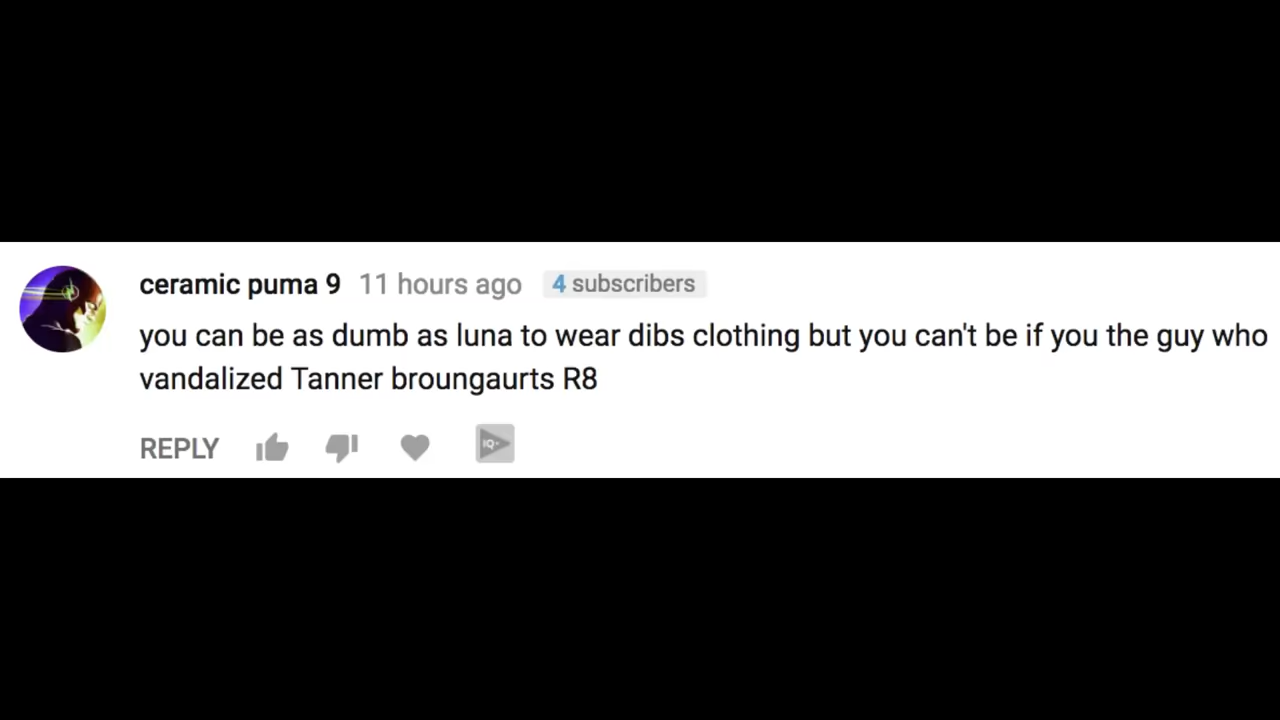 ceramic puma 9 11 hours ago 4 subscribers
you can be as dumb as luna to wear dibs clothing but you can't be if you the guy who
vandalized Tanner broungaurts R8
REPLY IQ